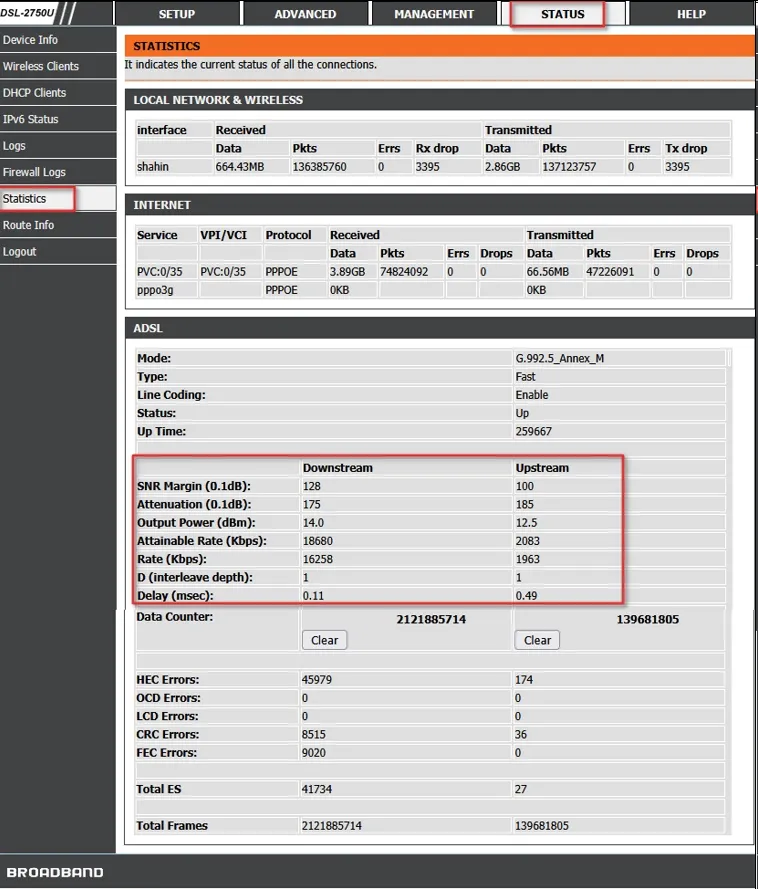 DSL-2750U SETUP ADVANCED MANAGEMENT STATUS HELP
Device Info
Wireless Clients
DHCP Clients
IPv6 Status
Logs
Firewall Logs
Statistics
Route Info
Logout
STATISTICS
It indicates the current status of all the connections.
LOCAL NETWORK & WIRELESS
interface Received Transmitted
Data Pkts Errs Rx drop Data Pkts Errs Tx drop
shahin 664.43MB 136385760 0 3395 2.86GB 137123757 0 3395
INTERNET
Service VPI/VCI Protocol Received Transmitted
Data Pkts Errs Drops Data Pkts Errs Drops
PVC:0/35 PVC:0/35 PPPOE 3.89GB 74824092 0 0 66.56MB 47226091 0 0
pppo3g PPPOE 0KB 0KB
ADSL
Mode: G.992.5_Annex_M
Type: Fast
Line Coding: Enable
Status: Up
Up Time: 259667
Downstream Upstream
SNR Margin (0.1dB): 128 100
Attenuation (0.1dB): 175 185
Output Power (dBm): 14.0 12.5
Attainable Rate (Kbps): 18680 2083
Rate (Kbps): 16258 1963
D (interleave depth): 1 1
Delay (msec): 0.11 0.49
Data Counter: 2121885714 139681805
Clear Clear
HEC Errors: 45979 174
OCD Errors: 0 0
LCD Errors: 0 0
CRC Errors: 8515 36
FEC Errors: 9020 0
Total ES 41734 27
Total Frames 2121885714 139681805
BROADBAND